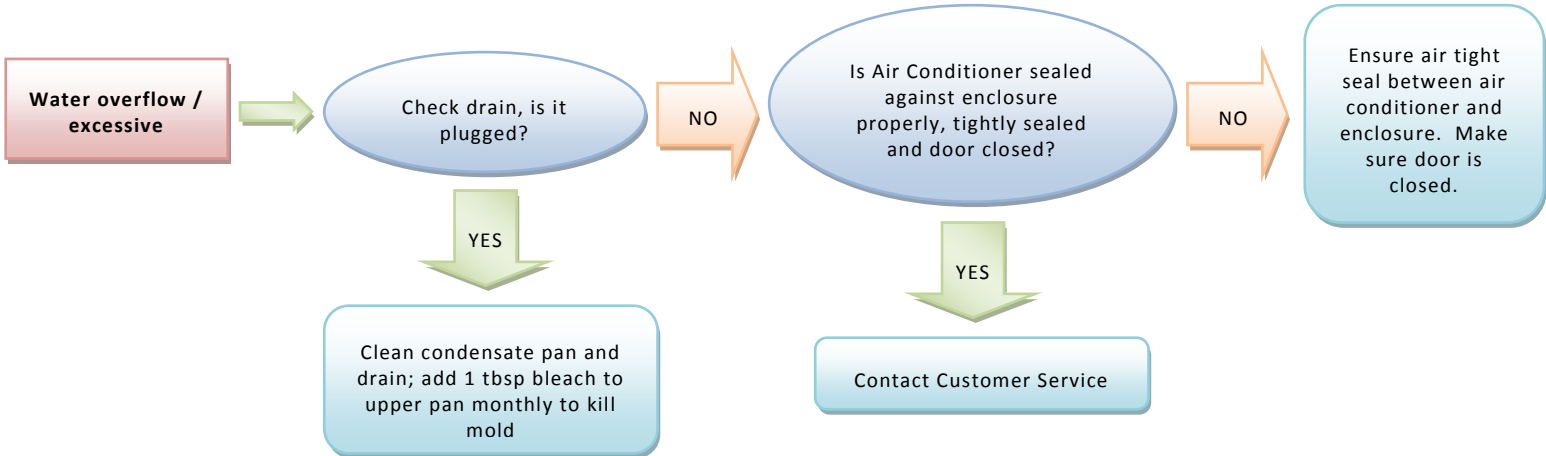 Water overflow /
excessive
Check drain, is it
plugged?
NO
Is Air Conditioner sealed
against enclosure
properly, tightly sealed
and door closed?
NO
Ensure air tight
seal between air
conditioner and
enclosure.  Make
sure door is
closed.
YES
Clean condensate pan and
drain; add 1 tbsp bleach to
upper pan monthly to kill
mold
YES
Contact Customer Service